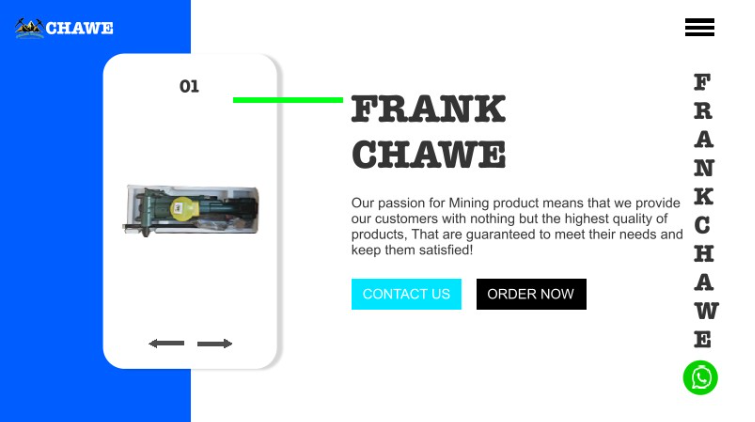 CHAWE
01
FRANK
CHAWE
Our passion for Mining product means that we provide
our customers with nothing but the highest quality of
products, That are guaranteed to meet their needs and
keep them satisfied!
CONTACT US
ORDER NOW
FRANKCHAWE